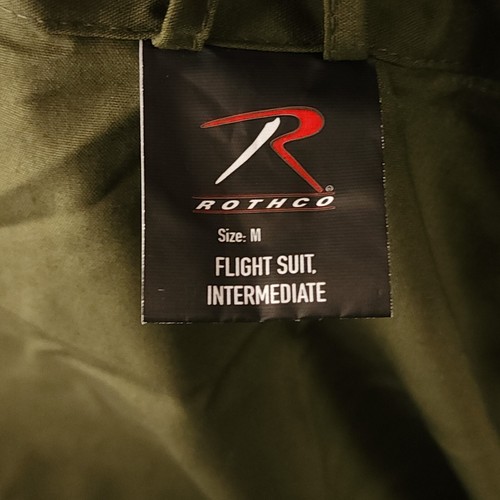 R
ROTHCO
Size: M
FLIGHT SUIT,
INTERMEDIATE